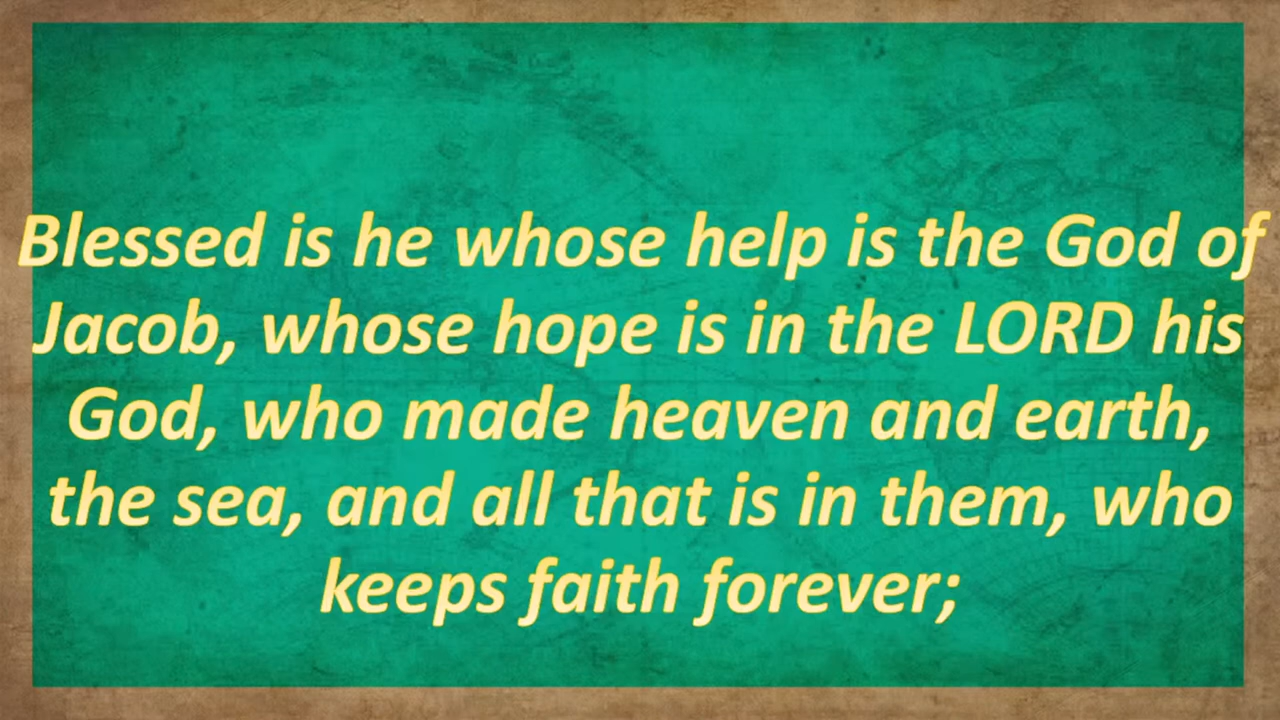 Blessed is he whose help is the God of
Jacob, whose hope is in the LORD his
God, who made heaven and earth,
the sea, and all that is in them, who
keeps faith forever;